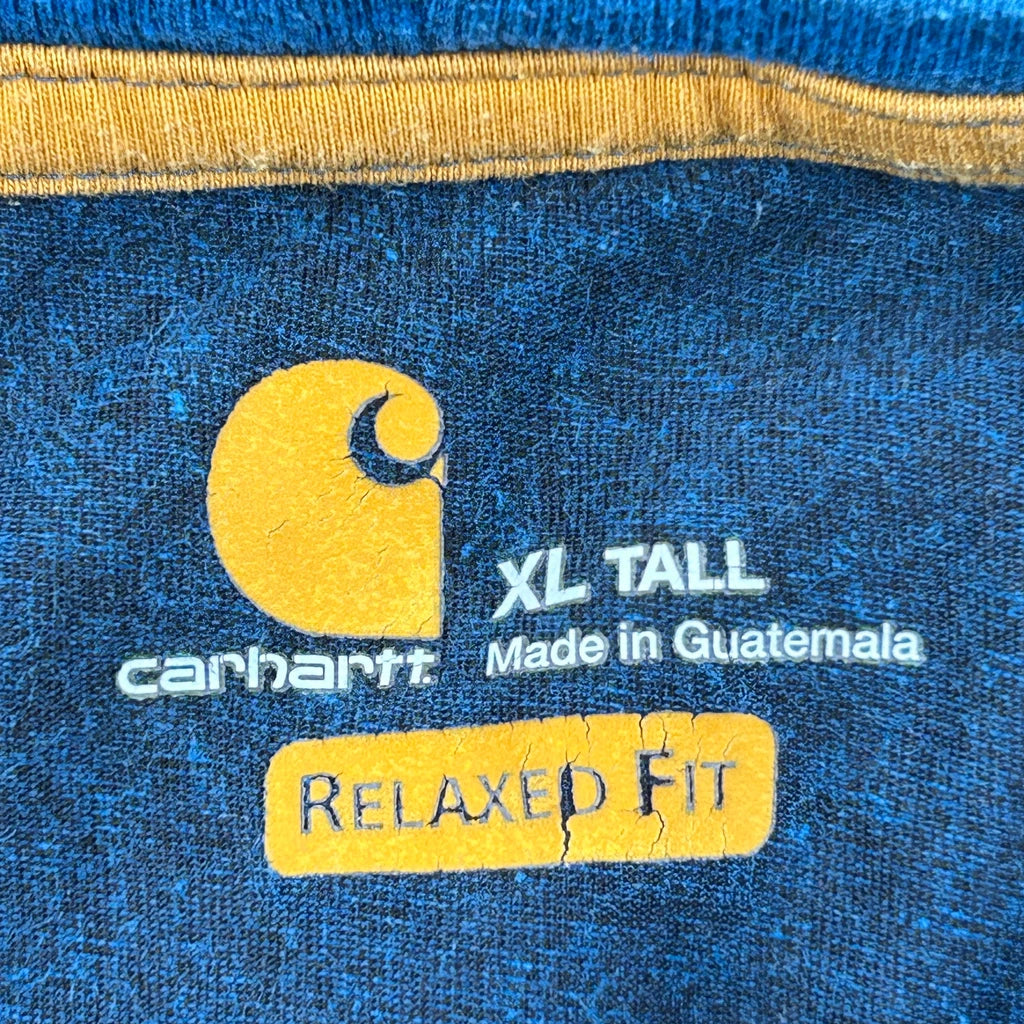 XL TALL
Made in Guatemala
carhartt
RELAXED FIT